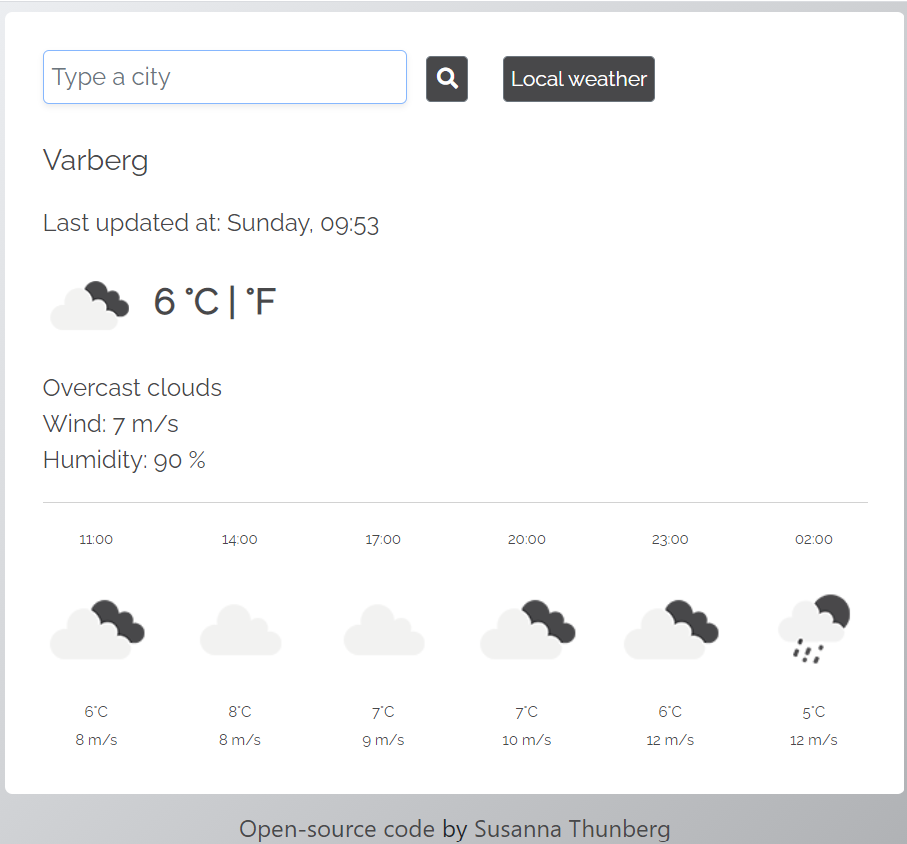 Type a city
Local weather
Varberg
Last updated at: Sunday, 09:53
6 °C | °F
Overcast clouds
Wind: 7 m/s
Humidity: 90 %
11:00 14:00 17:00 20:00 23:00 02:00
6°C 8°C 7°C 7°C 6°C 5°C
8 m/s 8 m/s 9 m/s 10 m/s 12 m/s 12 m/s
Open-source code by Susanna Thunberg